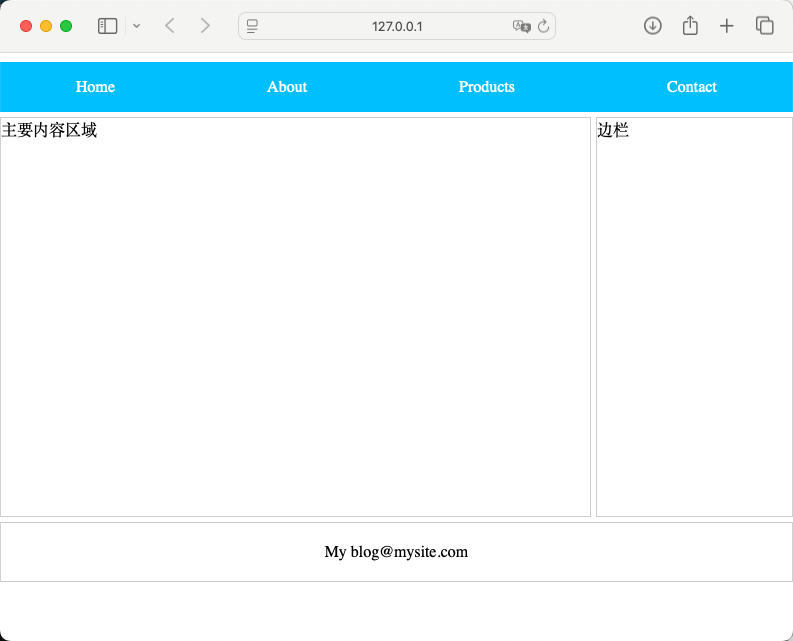 127.0.0.1
Home About Products Contact
主要内容区域
边栏
My blog@mysite.com